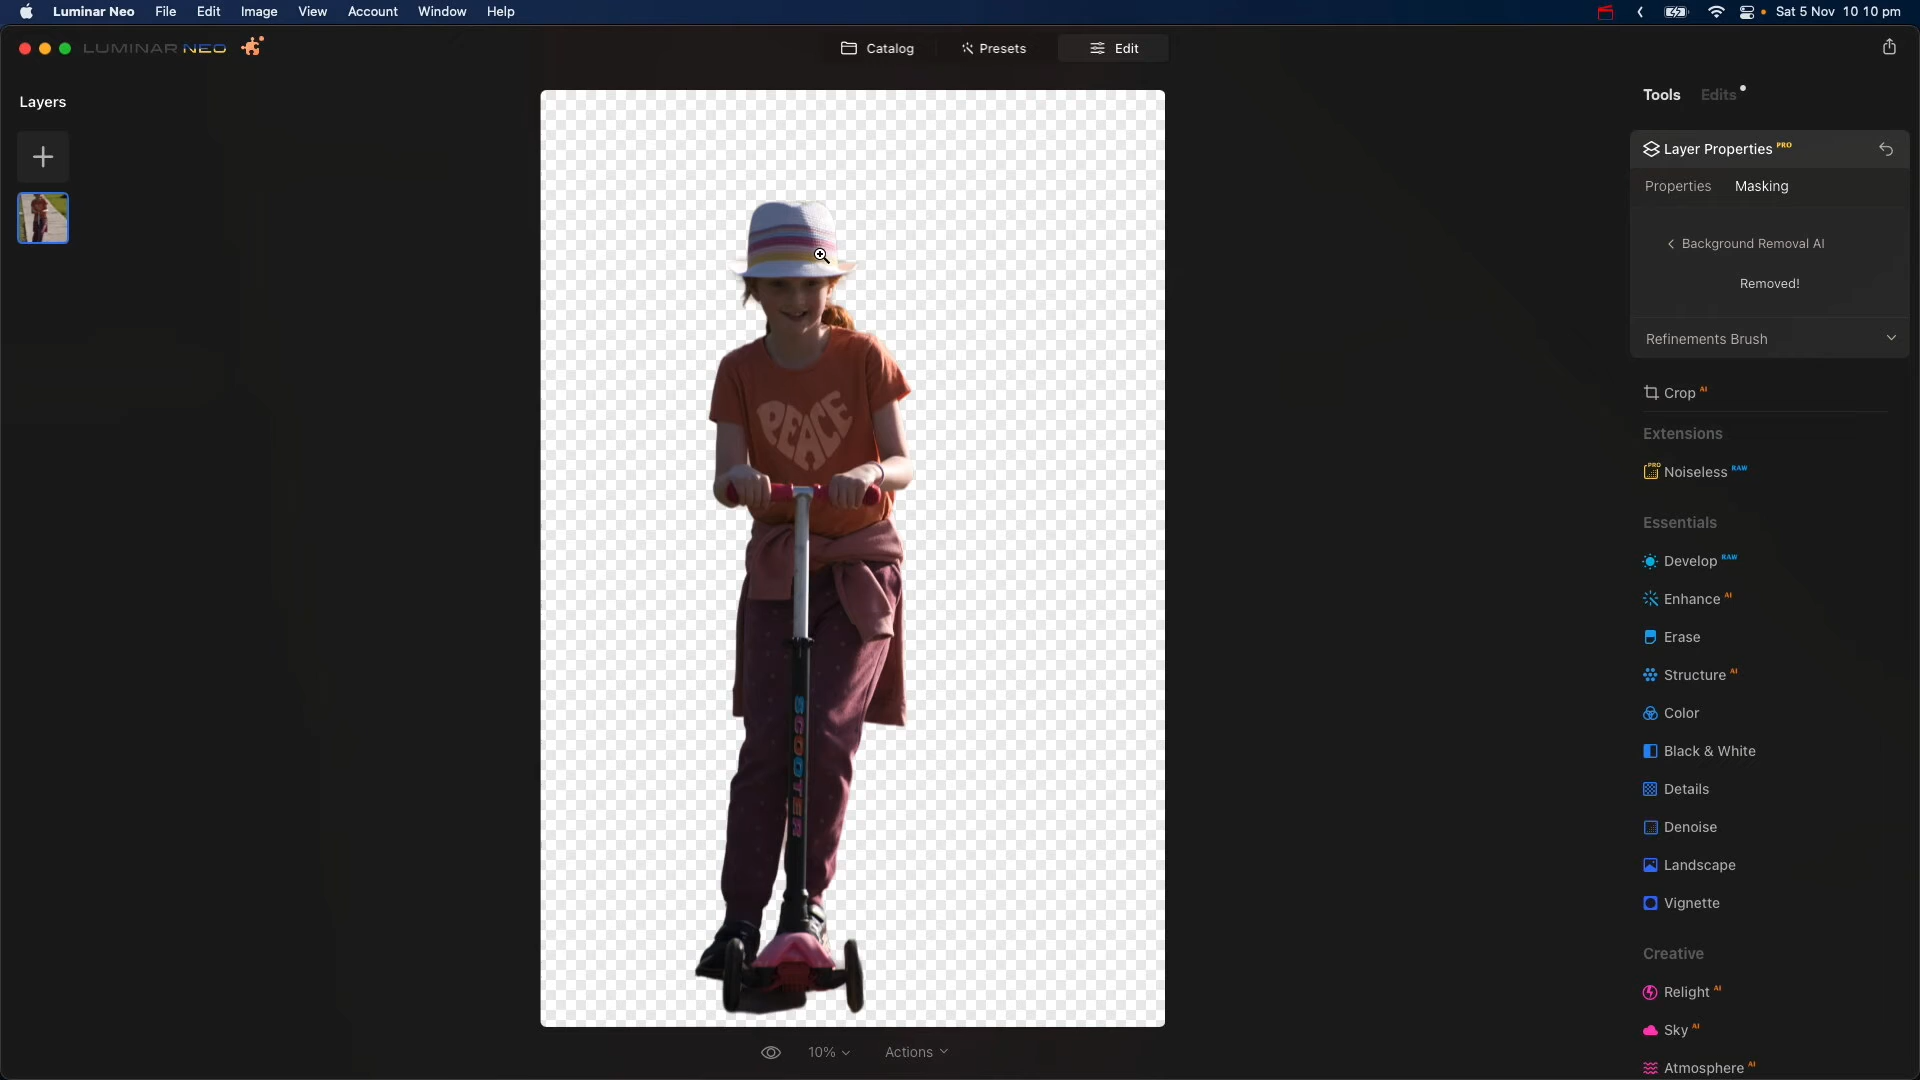 Luminar Neo File Edit Image View Account Window Help
Sat 5 Nov 10 10 pm
LUMINAR NEO
Catalog
Presets
Edit
Layers
Tools Edits
Layer Properties PRO
Properties Masking
Background Removal AI
Removed!
Refinements Brush
Crop AI
Extensions
PRO Noiseless RAW
Essentials
Develop RAW
Enhance AI
Erase
Structure AI
Color
Black & White
Details
Denoise
Landscape
Vignette
Creative
Relight AI
Sky AI
Atmosphere AI
PEACE
SCOOTER
10% Actions